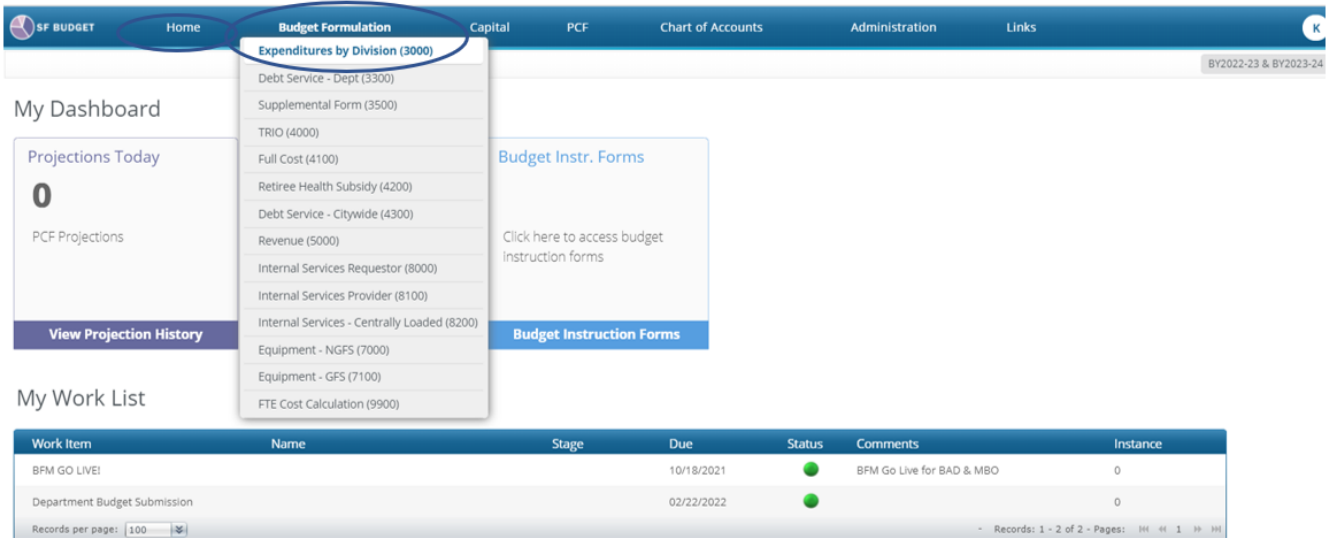 SF BUDGET Home Budget Formulation Capital PCF Chart of Accounts Administration Links K
Expenditures by Division (3000)
BY2022-23 & BY2023-24
Debt Service - Dept (3300)
Supplemental Form (3500)
TRIO (4000)
Full Cost (4100)
Retiree Health Subsidy (4200)
Debt Service - Citywide (4300)
Revenue (5000)
Internal Services Requestor (8000)
Internal Services Provider (8100)
Internal Services - Centrally Loaded (8200)
Equipment - NGFS (7000)
Equipment - GFS (7100)
FTE Cost Calculation (9900)
My Dashboard
Projections Today
0
PCF Projections
View Projection History
Budget Instr. Forms
Click here to access budget
instruction forms
Budget Instruction Forms
My Work List
Work Item Name Stage Due Status Comments Instance
BFM GO LIVE! 10/18/2021 BFM Go Live for BAD & MBO 0
Department Budget Submission 02/22/2022 0
Records per page: 100 - Records: 1 - 2 of 2 - Pages: 1